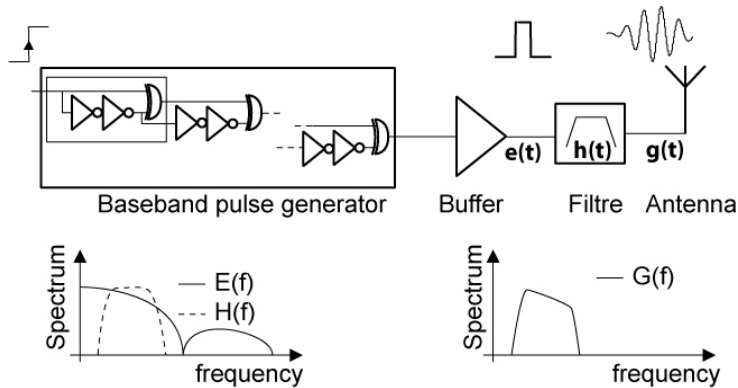 e(t)
h(t)
g(t)
Baseband pulse generator
Buffer
Filtre
Antenna
Spectrum
E(f)
H(f)
frequency
Spectrum
G(f)
frequency